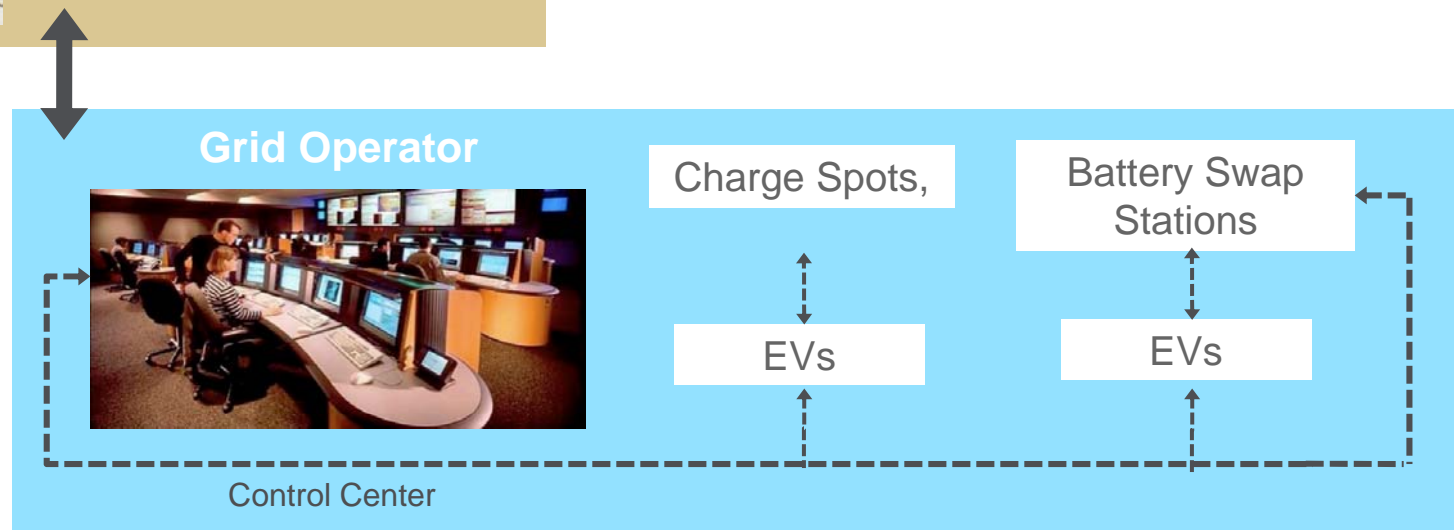 Grid Operator
Charge Spots,
Battery Swap
Stations
EVs
EVs
Control Center